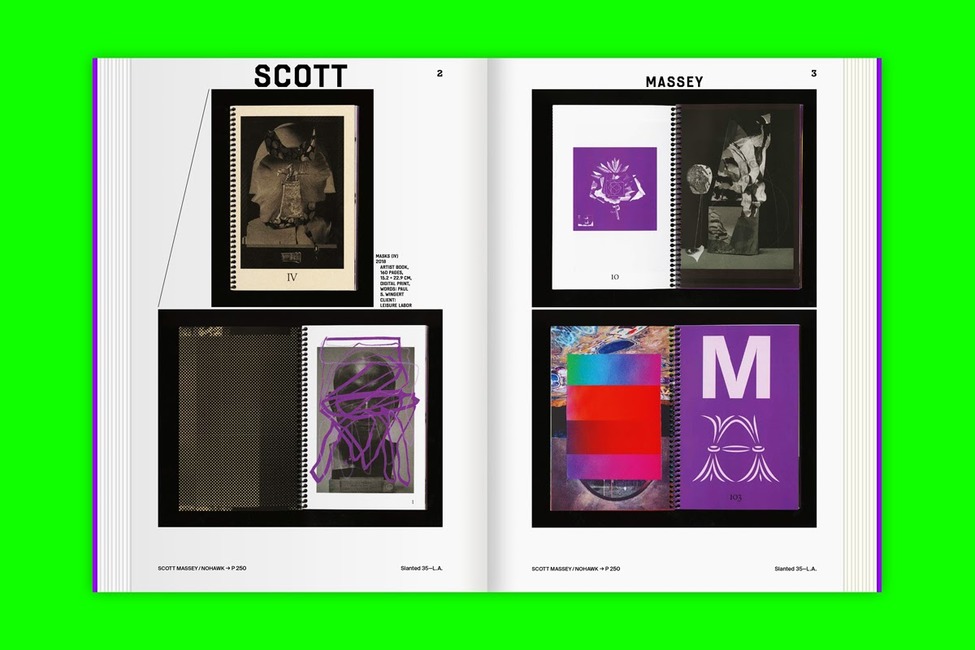 SCOTT
2
IV
MASKS (IV)
2018
ARTIST BOOK,
160 PAGES,
15.2 × 22.9 CM,
DIGITAL PRINT,
WORDS: PAUL
S. WINGERT
CLIENT:
LEISURE LABOR
1
SCOTT MASSEY / NOHAWK → P 250
Slanted 35—L.A.
MASSEY
3
10
M
103
SCOTT MASSEY / NOHAWK → P 250
Slanted 35—L.A.